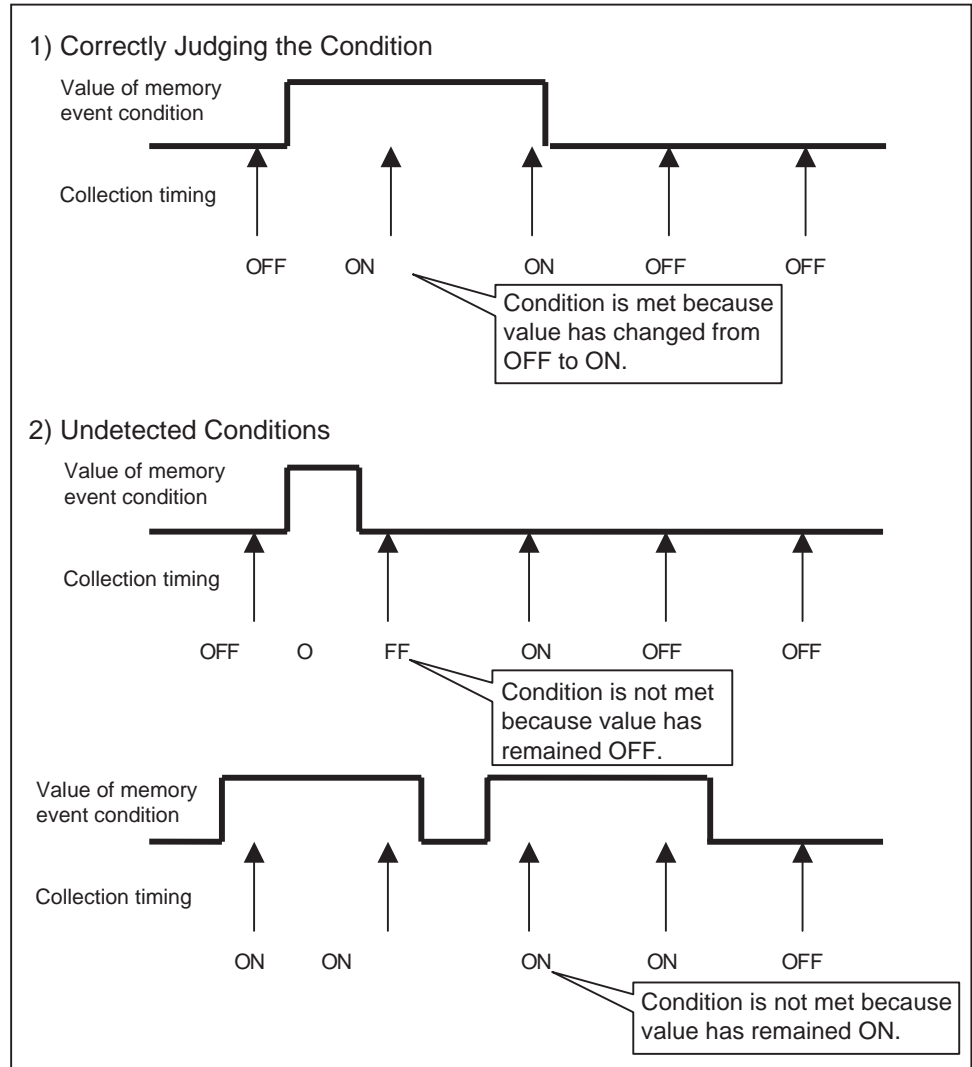 1) Correctly Judging the Condition
Value of memory
event condition
Collection timing
OFF ON ON OFF OFF
Condition is met because
value has changed from
OFF to ON.
2) Undetected Conditions
Value of memory
event condition
Collection timing
OFF O FF ON OFF OFF
Condition is not met
because value has
remained OFF.
Value of memory
event condition
Collection timing
ON ON ON ON OFF
Condition is not met because
value has remained ON.